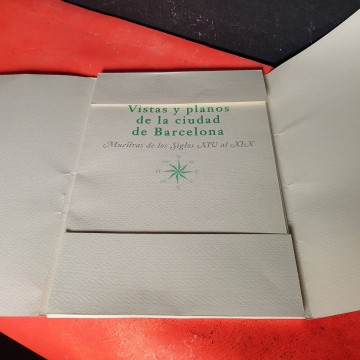 Vistas y planos
de la ciudad
de Barcelona
Muestras de los Siglos XIV al XIX